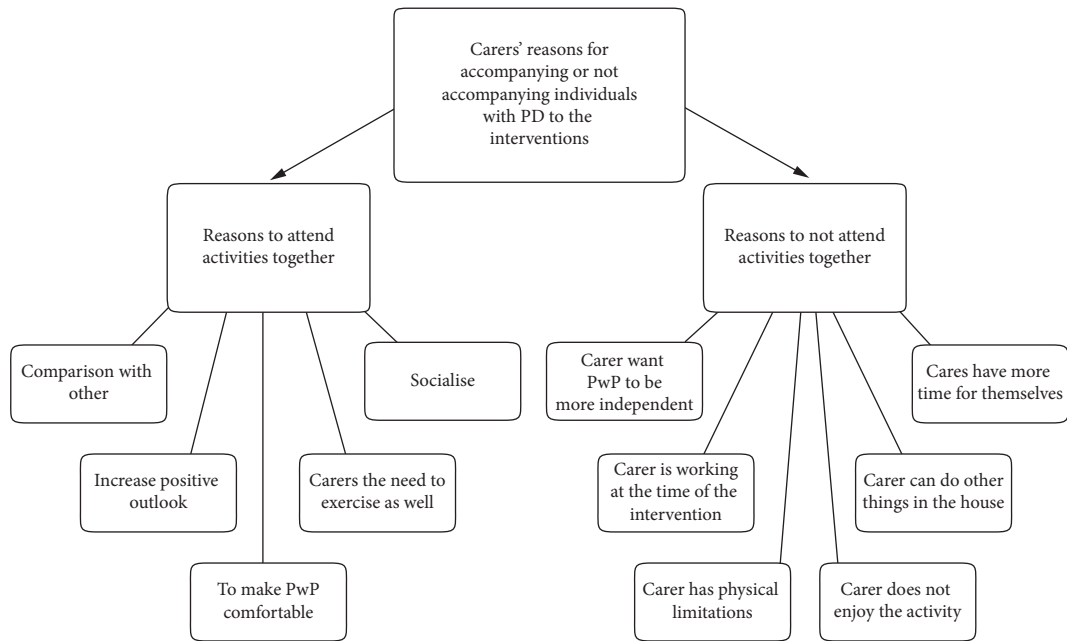 Carers' reasons for
accompanying or not
accompanying individuals
with PD to the
interventions
Reasons to attend
activities together
Reasons to not attend
activities together
Comparison with
other
Increase positive
outlook
To make PwP
comfortable
Carers the need to
exercise as well
Socialise
Carer want
PwP to be
more independent
Carer is working
at the time of the
intervention
Carer has physical
limitations
Carer does not
enjoy the activity
Carer can do other
things in the house
Cares have more
time for themselves